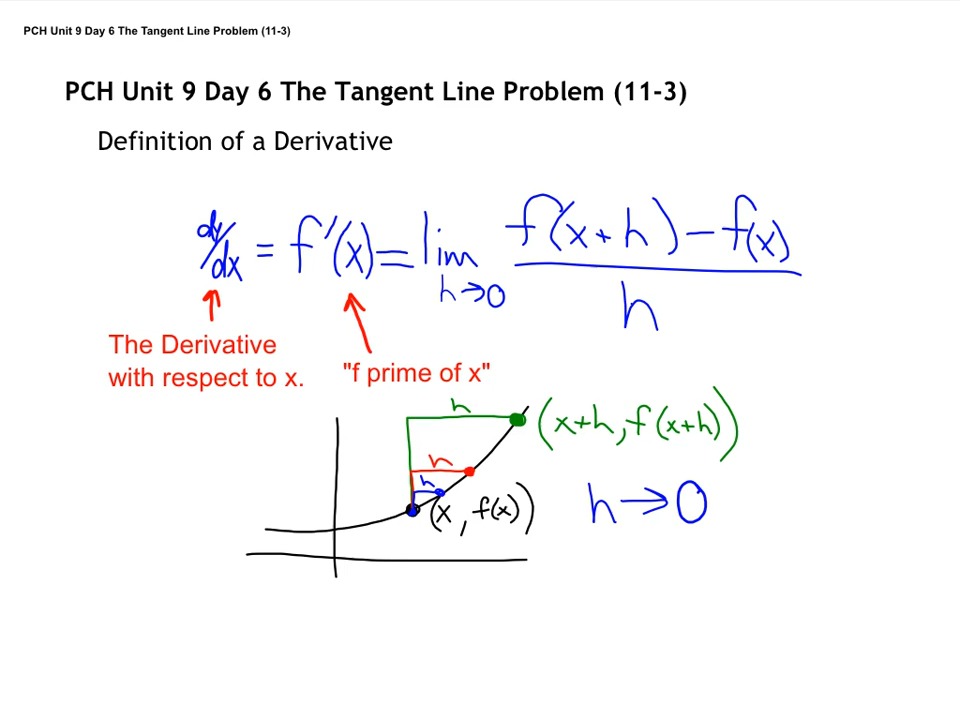 PCH Unit 9 Day 6 The Tangent Line Problem (11-3)
PCH Unit 9 Day 6 The Tangent Line Problem (11-3)
Definition of a Derivative
dy/dx = f'(x) = lim h→0 f(x+h)-f(x) / h
The Derivative
with respect to x.
"f prime of x"
h
(x+h, f(x+h))
h
h
(x, f(x))
h→0